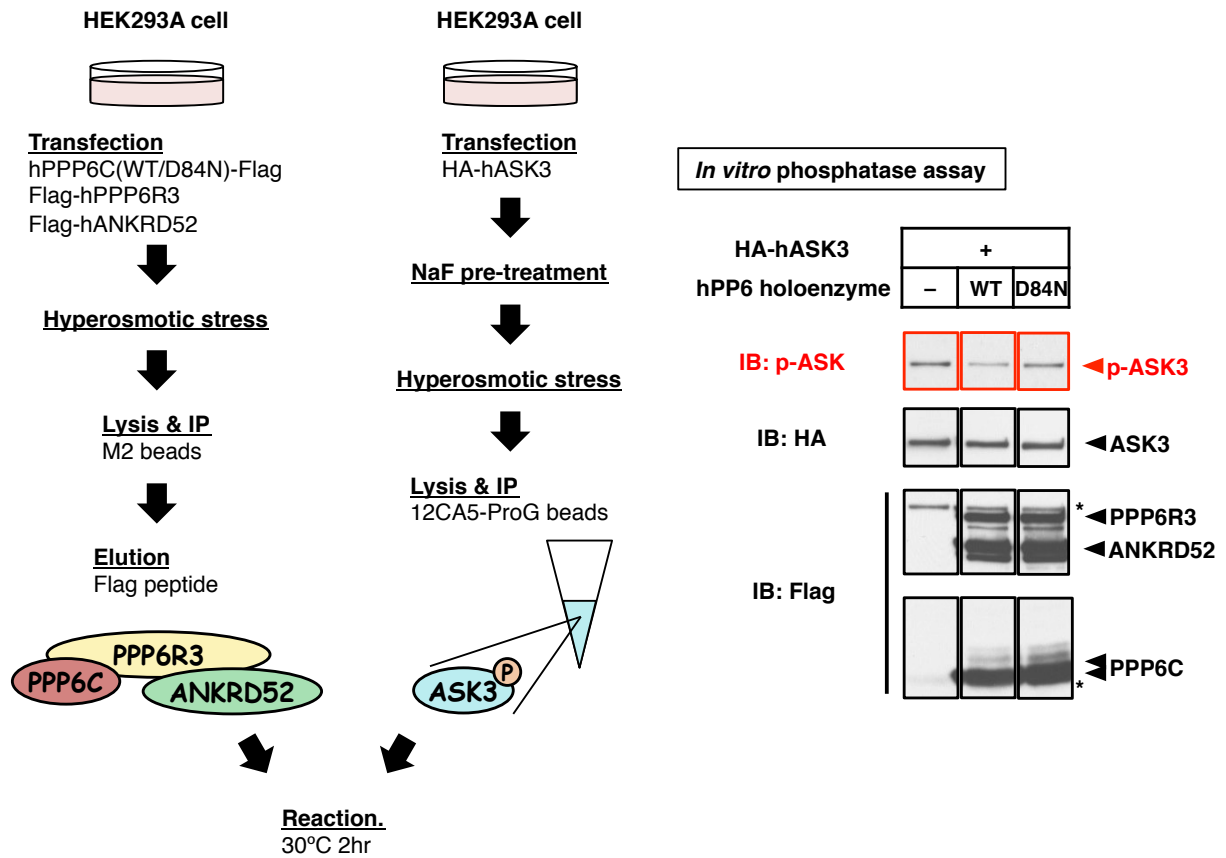 HEK293A cell
Transfection
hPPP6C(WT/D84N)-Flag
Flag-hPPP6R3
Flag-hANKRD52
Hyperosmotic stress
Lysis & IP
M2 beads
Elution
Flag peptide
PPP6R3
PPP6C
ANKRD52
HEK293A cell
Transfection
HA-hASK3
NaF pre-treatment
Hyperosmotic stress
Lysis & IP
12CA5-ProG beads
P
ASK3
Reaction.
30ºC 2hr
In vitro phosphatase assay
HA-hASK3 +
hPP6 holoenzyme – WT D84N
IB: p-ASK p-ASK3
IB: HA ASK3
*
PPP6R3
ANKRD52
IB: Flag
PPP6C
*